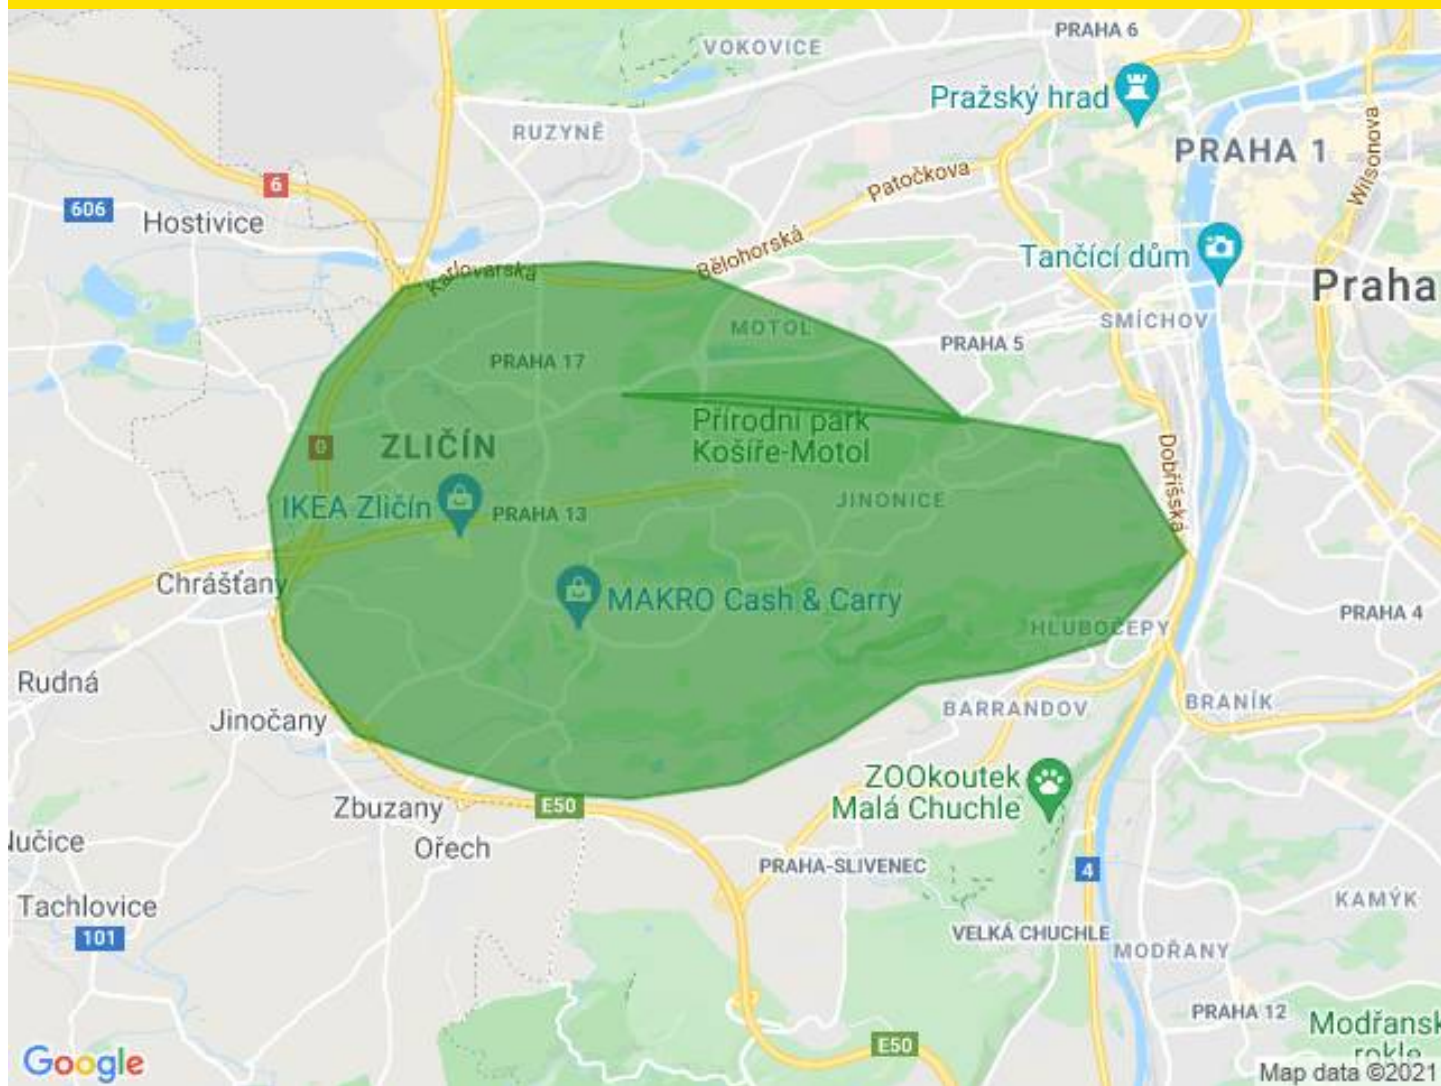 PRAHA 6
VOKOVICE
Pražský hrad
RUZYNĚ
PRAHA 1
Wilsonova
Patočkova
6
606
Hostivice
Bělohorská
Tančící dům
Karlovarská
Praha
SMÍCHOV
MOTOL
PRAHA 5
PRAHA 17
Přírodní park
Košíře-Motol
ZLIČÍN
0
Dobříšská
IKEA Zličín
PRAHA 13
JINONICE
Chrášťany
MAKRO Cash & Carry
PRAHA 4
HLUBOČEPY
Rudná
BARRANDOV
BRANÍK
Jinočany
ZOOkoutek
Malá Chuchle
Zbuzany
E50
Nučice
Ořech
PRAHA-SLIVENEC
4
KAMÝK
Tachlovice
101
VELKÁ CHUCHLE
MODŘANY
PRAHA 12
Modřansk
rokle
E50
Google
Map data ©2021